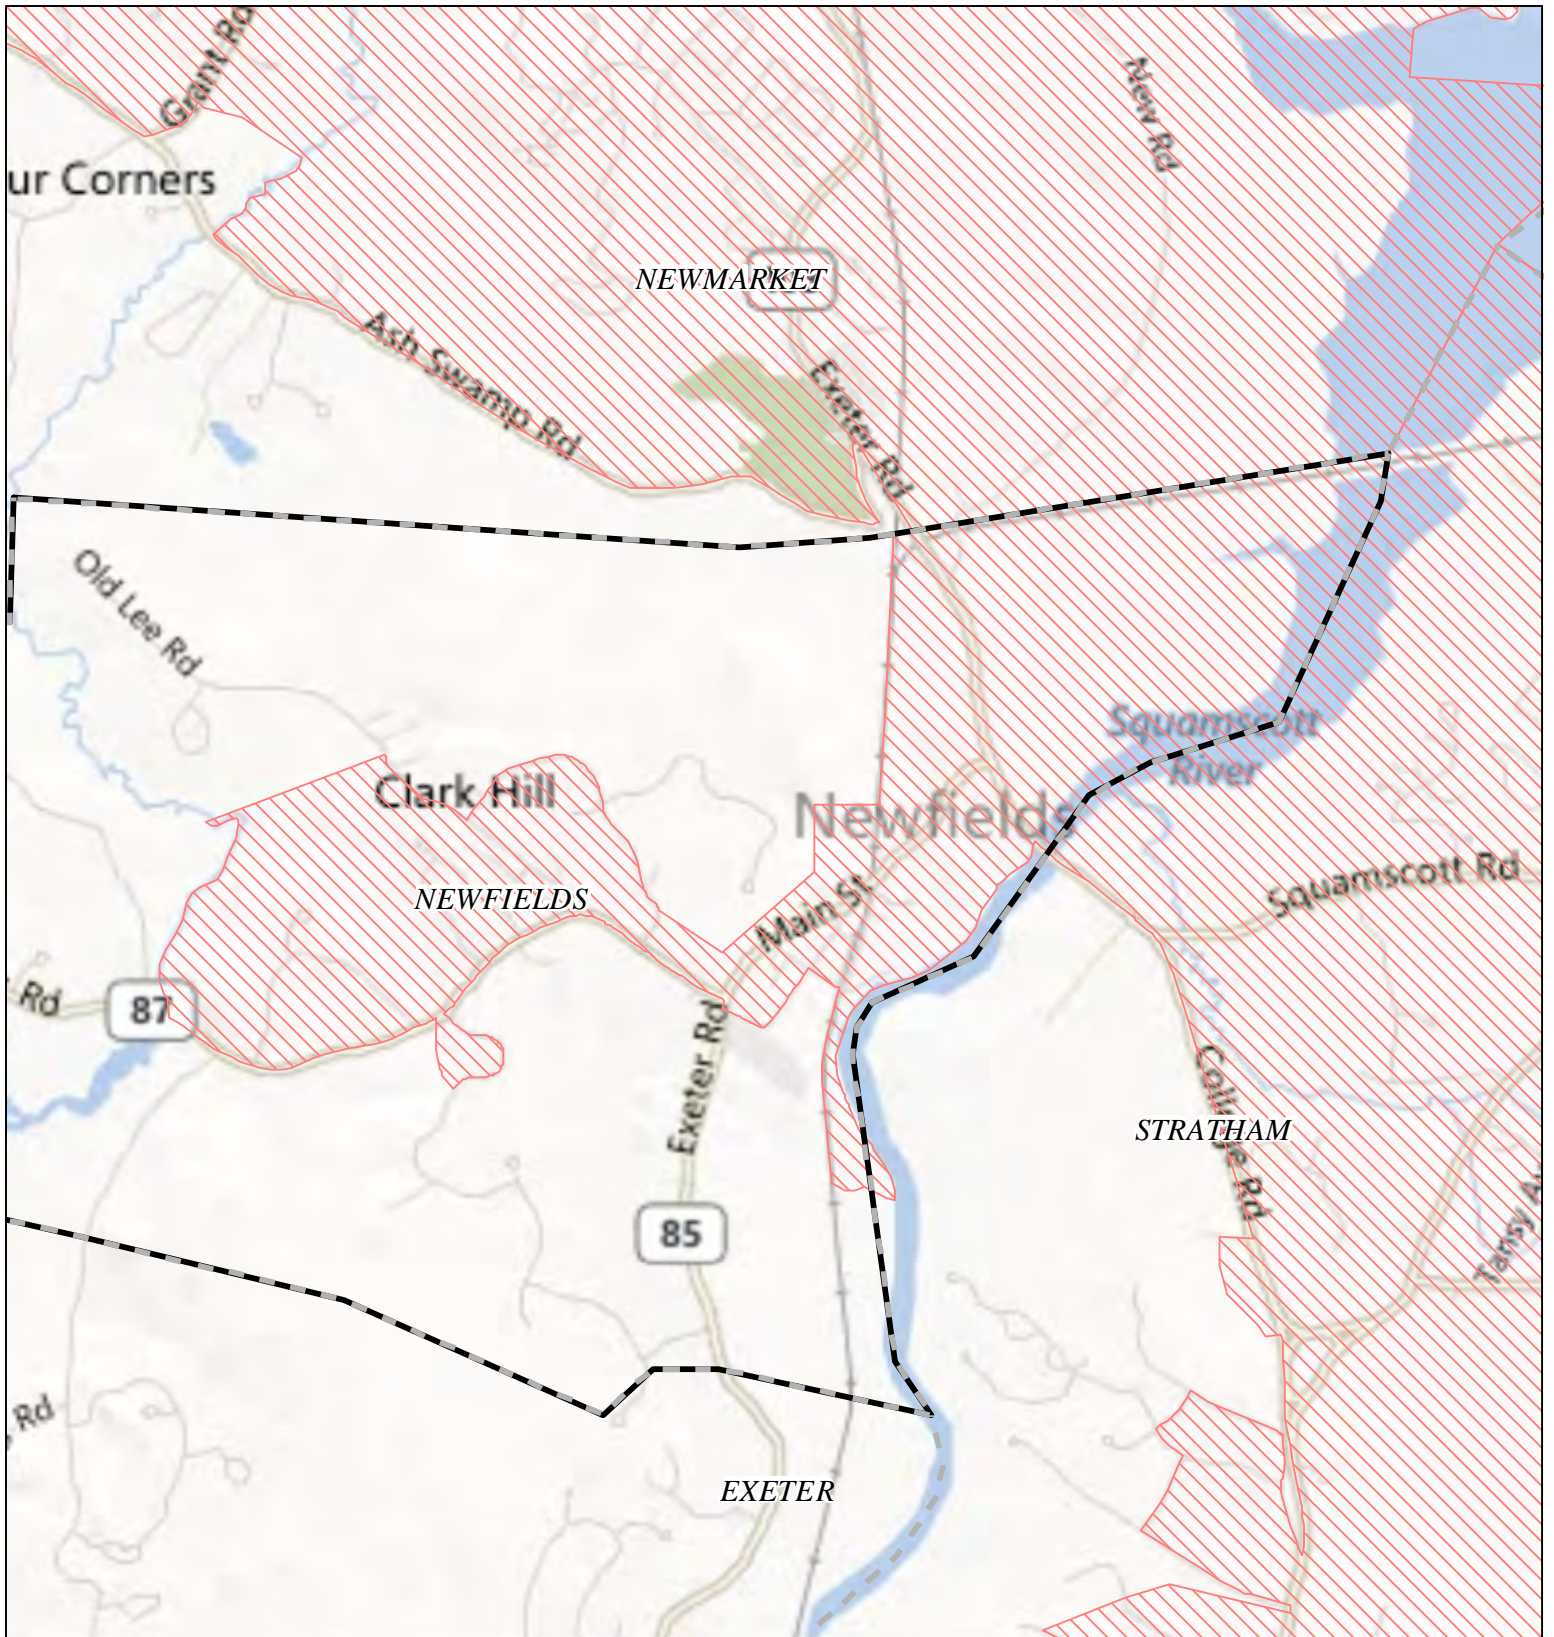 Grant Rd
New Rd
ur Corners
NEWMARKET
Ash Swamp Rd
Exeter Rd
Old Lee Rd
Squamscott
River
Clark Hill
Newfields
Squamscott Rd
NEWFIELDS
Main St
Rd
87
Exeter Rd
College Rd
STRATHAM
85
Tansy A
Rd
EXETER